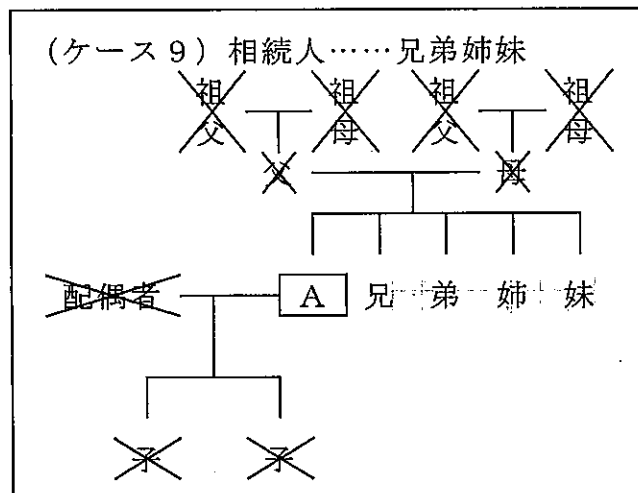 (ケース9) 相続人……兄弟姉妹
祖父 祖母 祖父 祖母
父 母
配偶者 A 兄 弟 姉 妹
子 子